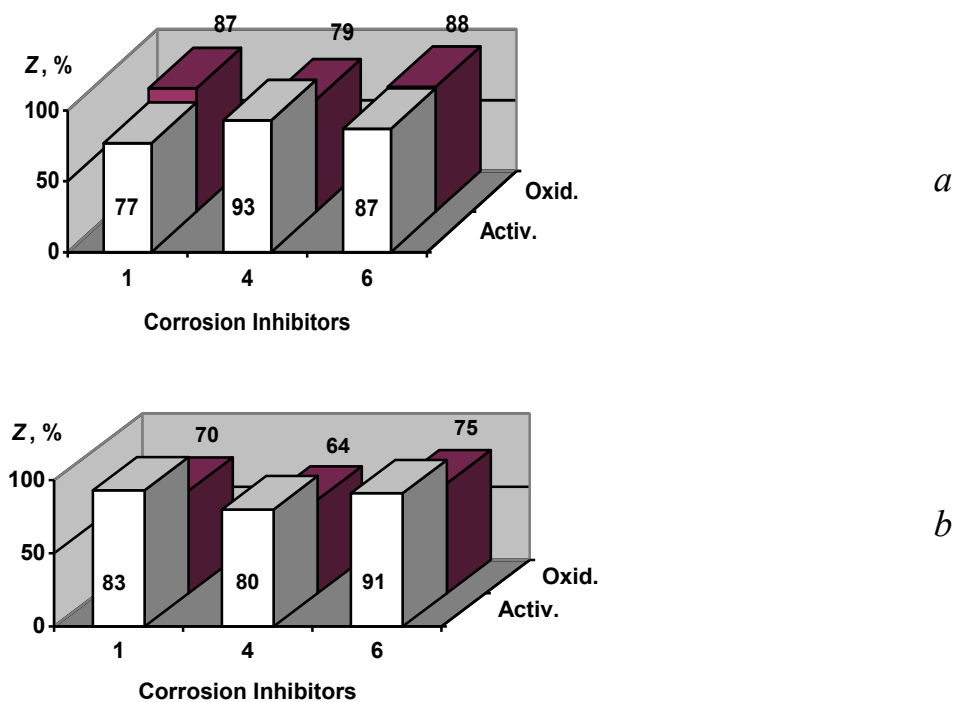 87 79 88
Z, %
100
50
0
77 93 87
Oxid.
Activ.
1 4 6
Corrosion Inhibitors
a
Z, %
70 64 75
100
50
0
83 80 91
Oxid.
Activ.
1 4 6
Corrosion Inhibitors
b